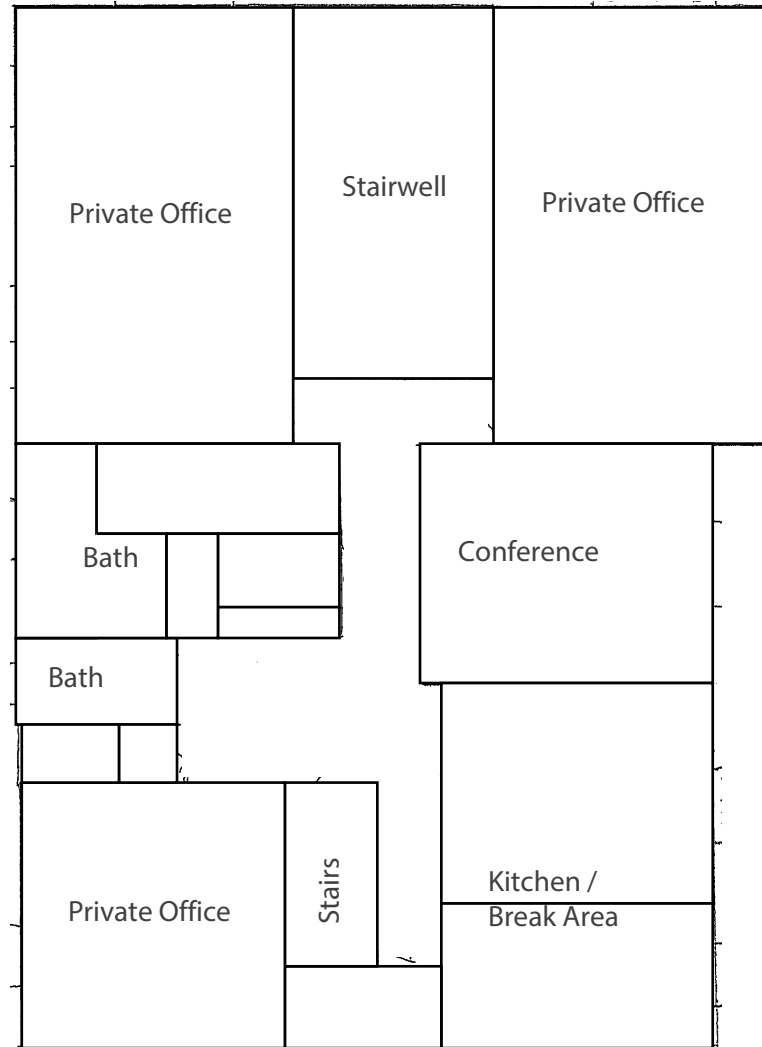 Private Office
Stairwell
Private Office
Bath
Conference
Bath
Private Office
Stairs
Kitchen /
Break Area